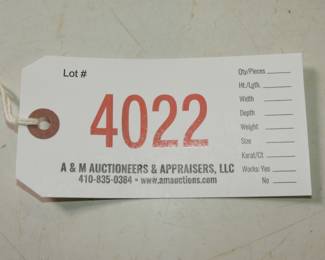 Lot #
4022
A & M AUCTIONEERS & APPRAISERS, LLC
410-835-0384 • www.amauctions.com
Qty/Pieces
Ht./Lgth.
Width
Depth
Weight
Size
Karat/Ct
Works: Yes
No